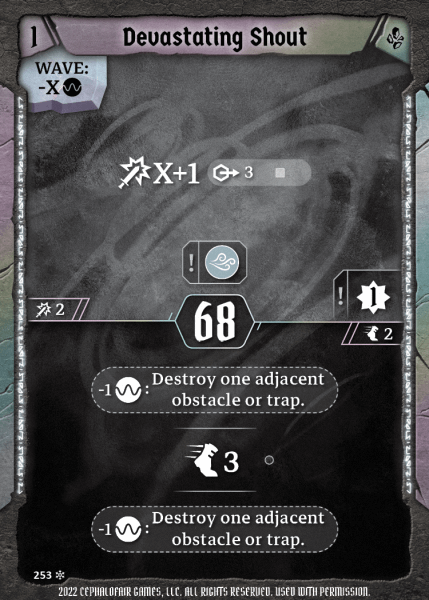 1
Devastating Shout
WAVE:
-X
X+1 3
!
!
1
2
68
2
-1 : Destroy one adjacent
obstacle or trap.
3
-1 : Destroy one adjacent
obstacle or trap.
253
2022 CEPHALOFAIR GAMES, LLC. ALL RIGHTS RESERVED. USED WITH PERMISSION.